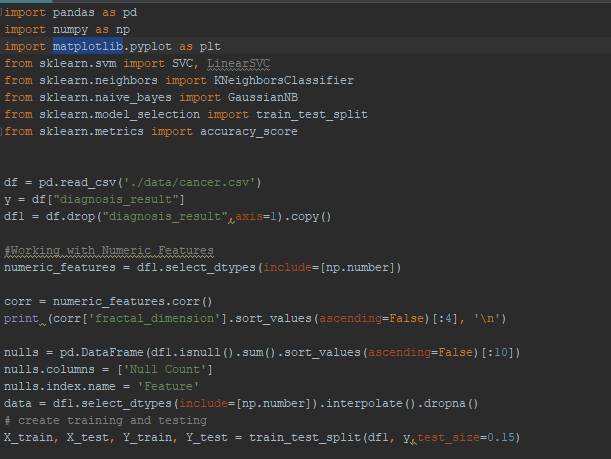 import pandas as pd
import numpy as np
import matplotlib.pyplot as plt
from sklearn.svm import SVC, LinearSVC
from sklearn.neighbors import KNeighborsClassifier
from sklearn.naive_bayes import GaussianNB
from sklearn.model_selection import train_test_split
from sklearn.metrics import accuracy_score
df = pd.read_csv('./data/cancer.csv')
y = df["diagnosis_result"]
df1 = df.drop("diagnosis_result",axis=1).copy()
#Working with Numeric Features
numeric_features = df1.select_dtypes(include=[np.number])
corr = numeric_features.corr()
print (corr['fractal_dimension'].sort_values(ascending=False)[:4], '\n')
nulls = pd.DataFrame(df1.isnull().sum().sort_values(ascending=False)[:10])
nulls.columns = ['Null Count']
nulls.index.name = 'Feature'
data = df1.select_dtypes(include=[np.number]).interpolate().dropna()
# create training and testing
X_train, X_test, Y_train, Y_test = train_test_split(df1, y,test_size=0.15)